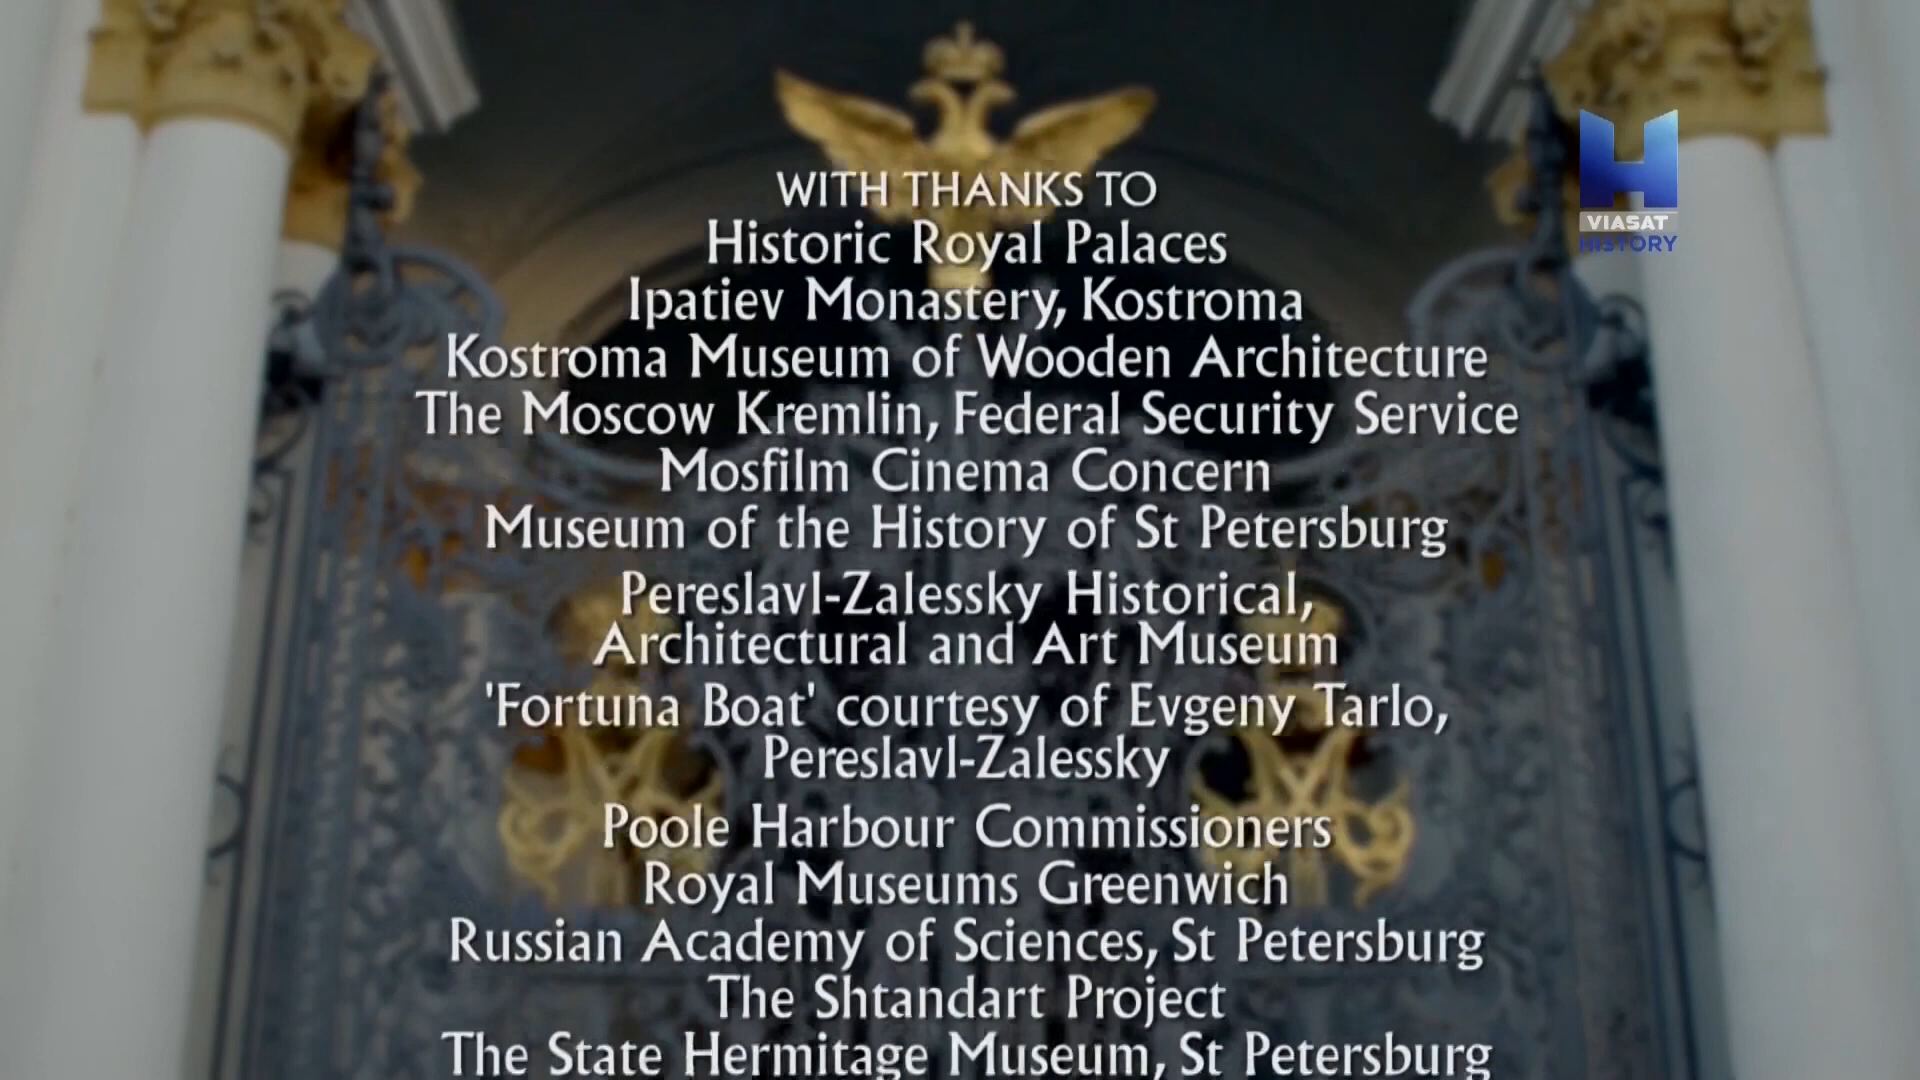 WITH THANKS TO
Historic Royal Palaces
Ipatiev Monastery, Kostroma
Kostroma Museum of Wooden Architecture
The Moscow Kremlin, Federal Security Service
Mosfilm Cinema Concern
Museum of the History of St Petersburg
Pereslavl-Zalessky Historical,
Architectural and Art Museum
'Fortuna Boat' courtesy of Evgeny Tarlo,
Pereslavl-Zalessky
Poole Harbour Commissioners
Royal Museums Greenwich
Russian Academy of Sciences, St Petersburg
The Shtandart Project
The State Hermitage Museum, St Petersburg
H
VIASAT
HISTORY